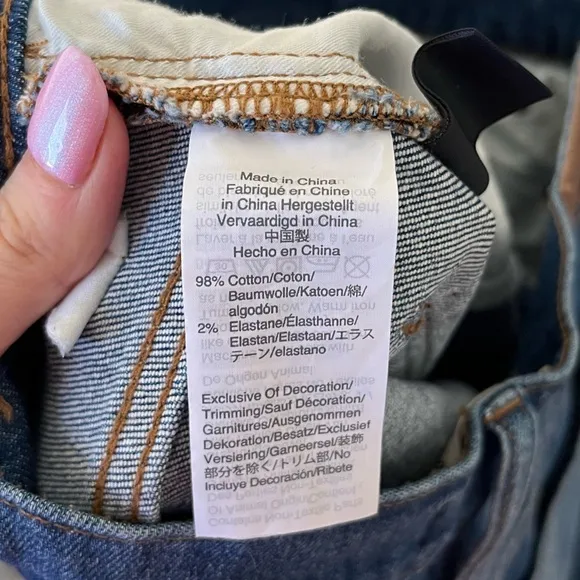 Made in China
Fabriqué en Chine
in China Hergestellt
Vervaardigd in China
中国製
Hecho en China
98% Cotton/Coton/
Baumwolle/Katoen/綿/
algodón
2% Elastane/Élasthanne/
Elastan/Elastaan/エラス
テーン/elastano
Exclusive Of Decoration/
Trimming/Sauf Décoration/
Garnitures/Ausgenommen
Dekoration/Besatz/Exclusief
Versiering/Garneersel/装飾
部分を除く/トリム部/No
Incluye Decoración/Ribete